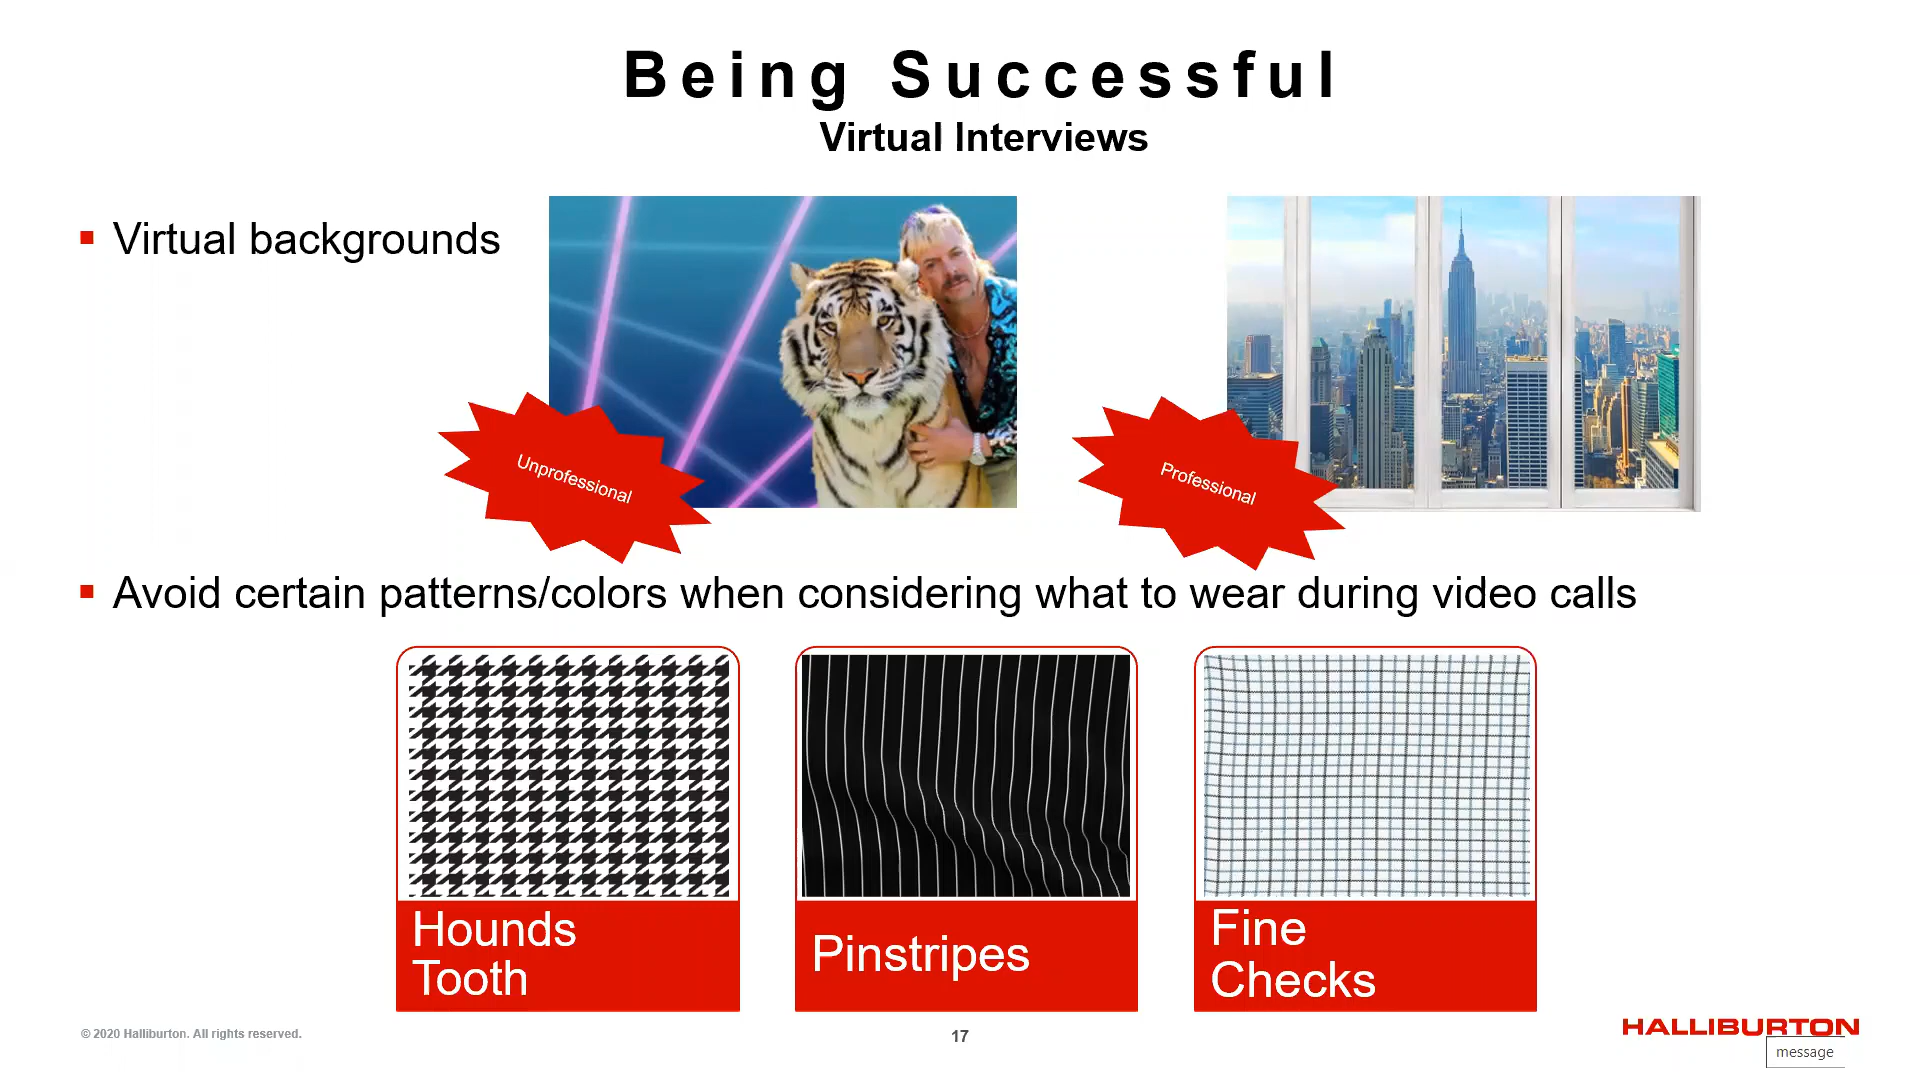 Being Successful
Virtual Interviews
Virtual backgrounds
Unprofessional
Professional
Avoid certain patterns/colors when considering what to wear during video calls
Hounds
Tooth
Pinstripes
Fine
Checks
© 2020 Halliburton. All rights reserved.
17
HALLIBURTON
message